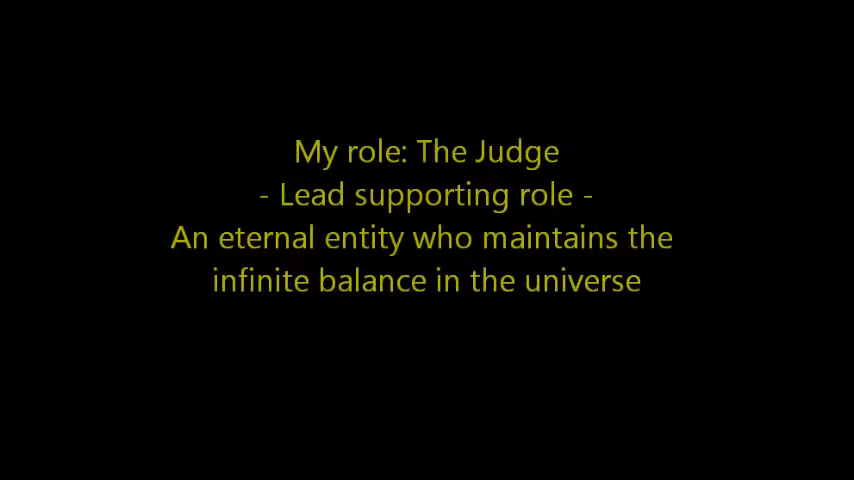 My role: The Judge
- Lead supporting role -
An eternal entity who maintains the
infinite balance in the universe